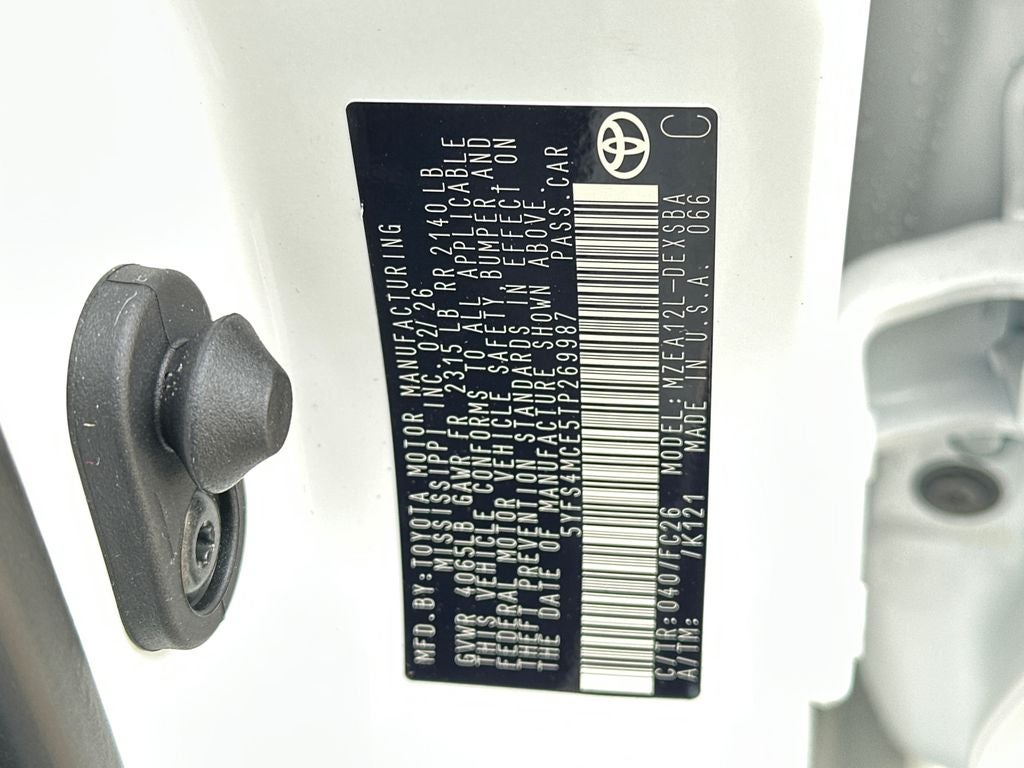 MFD.BY:TOYOTA MOTOR MANUFACTURING
MISSISSIPPI INC.02/26
GVWR 4065LB GAWR FR 2315 LB RR 2140 LB
THIS VEHICLE CONFORMS TO ALL APPLICABLE
FEDERAL MOTOR VEHICLE SAFETY, BUMPER,AND
THEFT PREVENTION STANDARDS IN EFFECT ON
THE DATE OF MANUFACTURE SHOWN ABOVE.
5YFS4MCE5TP269987 PASS.CAR
C/TR:040/FC26 MODEL:MZEA12L-DEXSBA
A/TM: /K121 MADE IN U.S.A. 066
C